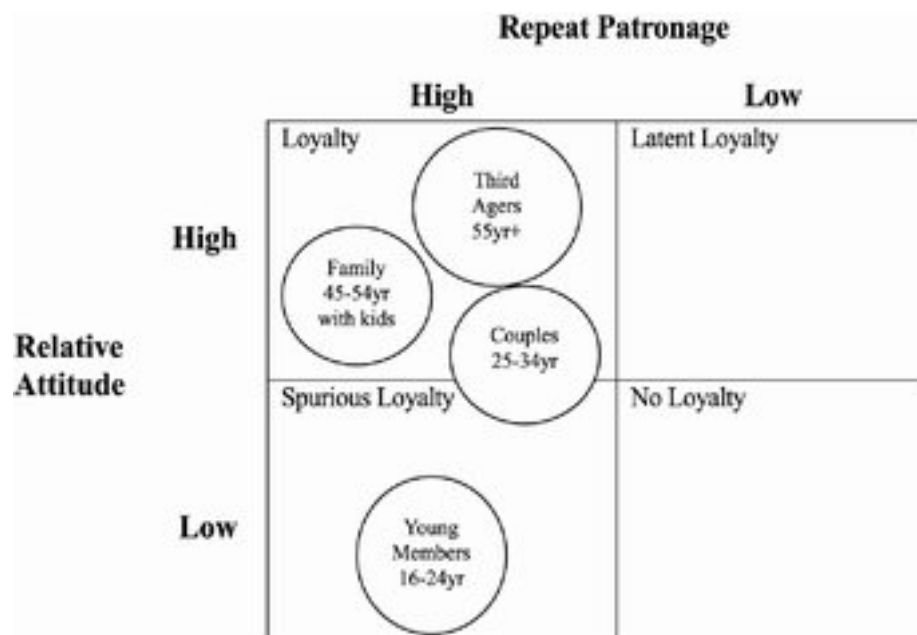 Repeat Patronage
High
Low
Loyalty
Latent Loyalty
Third
Agers
55yr+
High
Family
45-54yr
with kids
Couples
25-34yr
Relative
Attitude
Spurious Loyalty
No Loyalty
Low
Young
Members
16-24yr